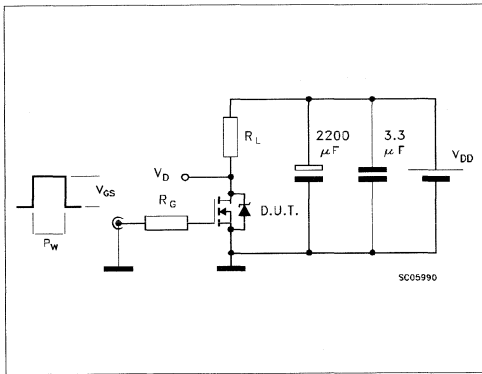 R_L
2200 μF
3.3 μF
V_DD
V_D
V_GS
R_G
D.U.T.
P_W
SC05990